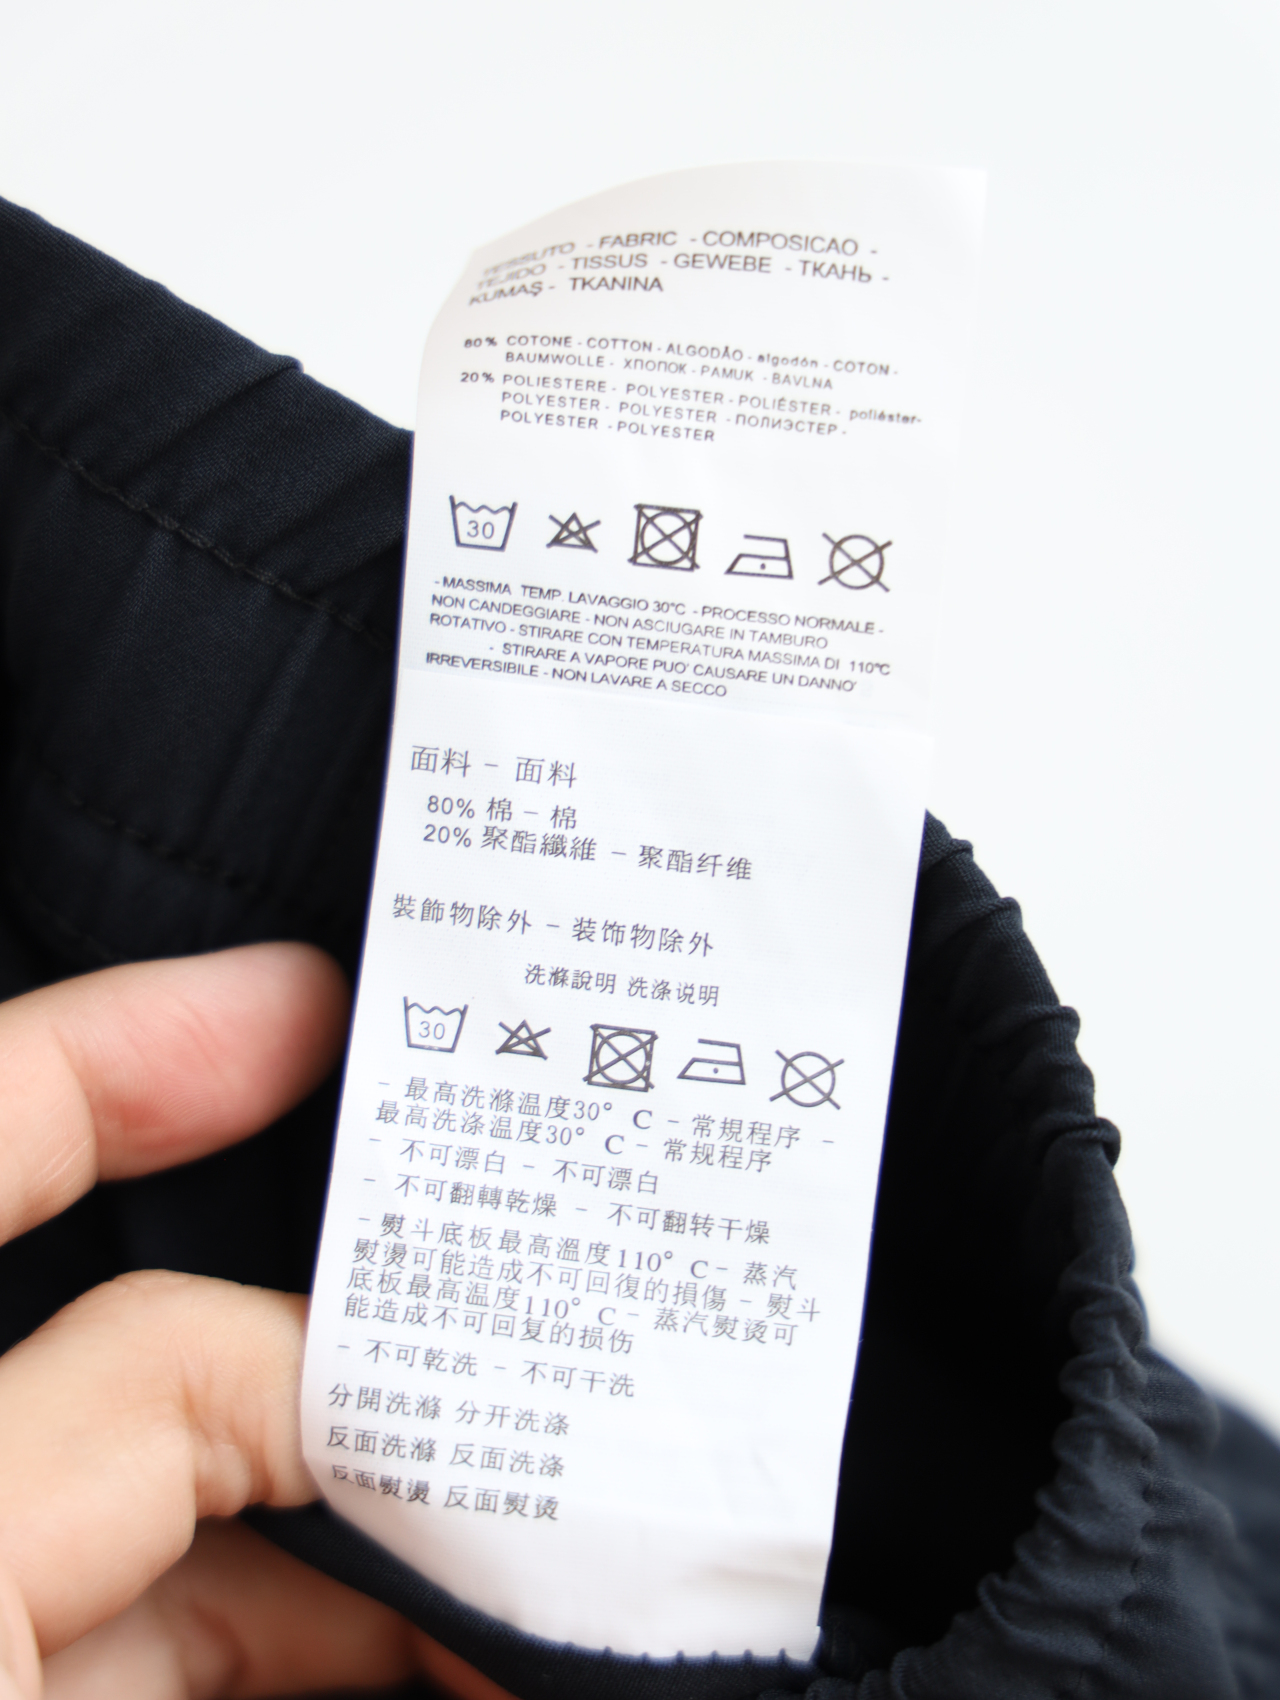 TESSUTO - FABRIC - COMPOSICAO -
TEJIDO - TISSUS - GEWEBE - ТКАНЬ -
KUMAŞ - TKANINA
80% COTONE - COTTON - ALGODÃO - algodón - COTON -
BAUMWOLLE - ХПОПОК - PAMUK - BAVLNA
20% POLIESTERE - POLYESTER - POLIÉSTER - poliéster-
POLYESTER - POLYESTER - ПОЛИЭСТЕР -
POLYESTER - POLYESTER
30
- MASSIMA TEMP. LAVAGGIO 30°C - PROCESSO NORMALE -
NON CANDEGGIARE - NON ASCIUGARE IN TAMBURO
ROTATIVO - STIRARE CON TEMPERATURA MASSIMA DI 110°C
- STIRARE A VAPORE PUO' CAUSARE UN DANNO'
IRREVERSIBILE - NON LAVARE A SECCO
面料 - 面料
80% 棉 - 棉
20% 聚酯纖維 - 聚酯纤维
裝飾物除外 - 装饰物除外
洗滌說明 洗涤说明
30
- 最高洗滌温度30° C - 常規程序 -
最高洗涤温度30° C - 常规程序
- 不可漂白 - 不可漂白
- 不可翻轉乾燥 - 不可翻转干燥
- 熨斗底板最高溫度110° C - 蒸汽
熨燙可能造成不可回復的損傷 - 熨斗
底板最高温度110° C - 蒸汽熨烫可
能造成不可回复的损伤
- 不可乾洗 - 不可干洗
分開洗滌 分开洗涤
反面洗滌 反面洗涤
反面熨燙 反面熨烫